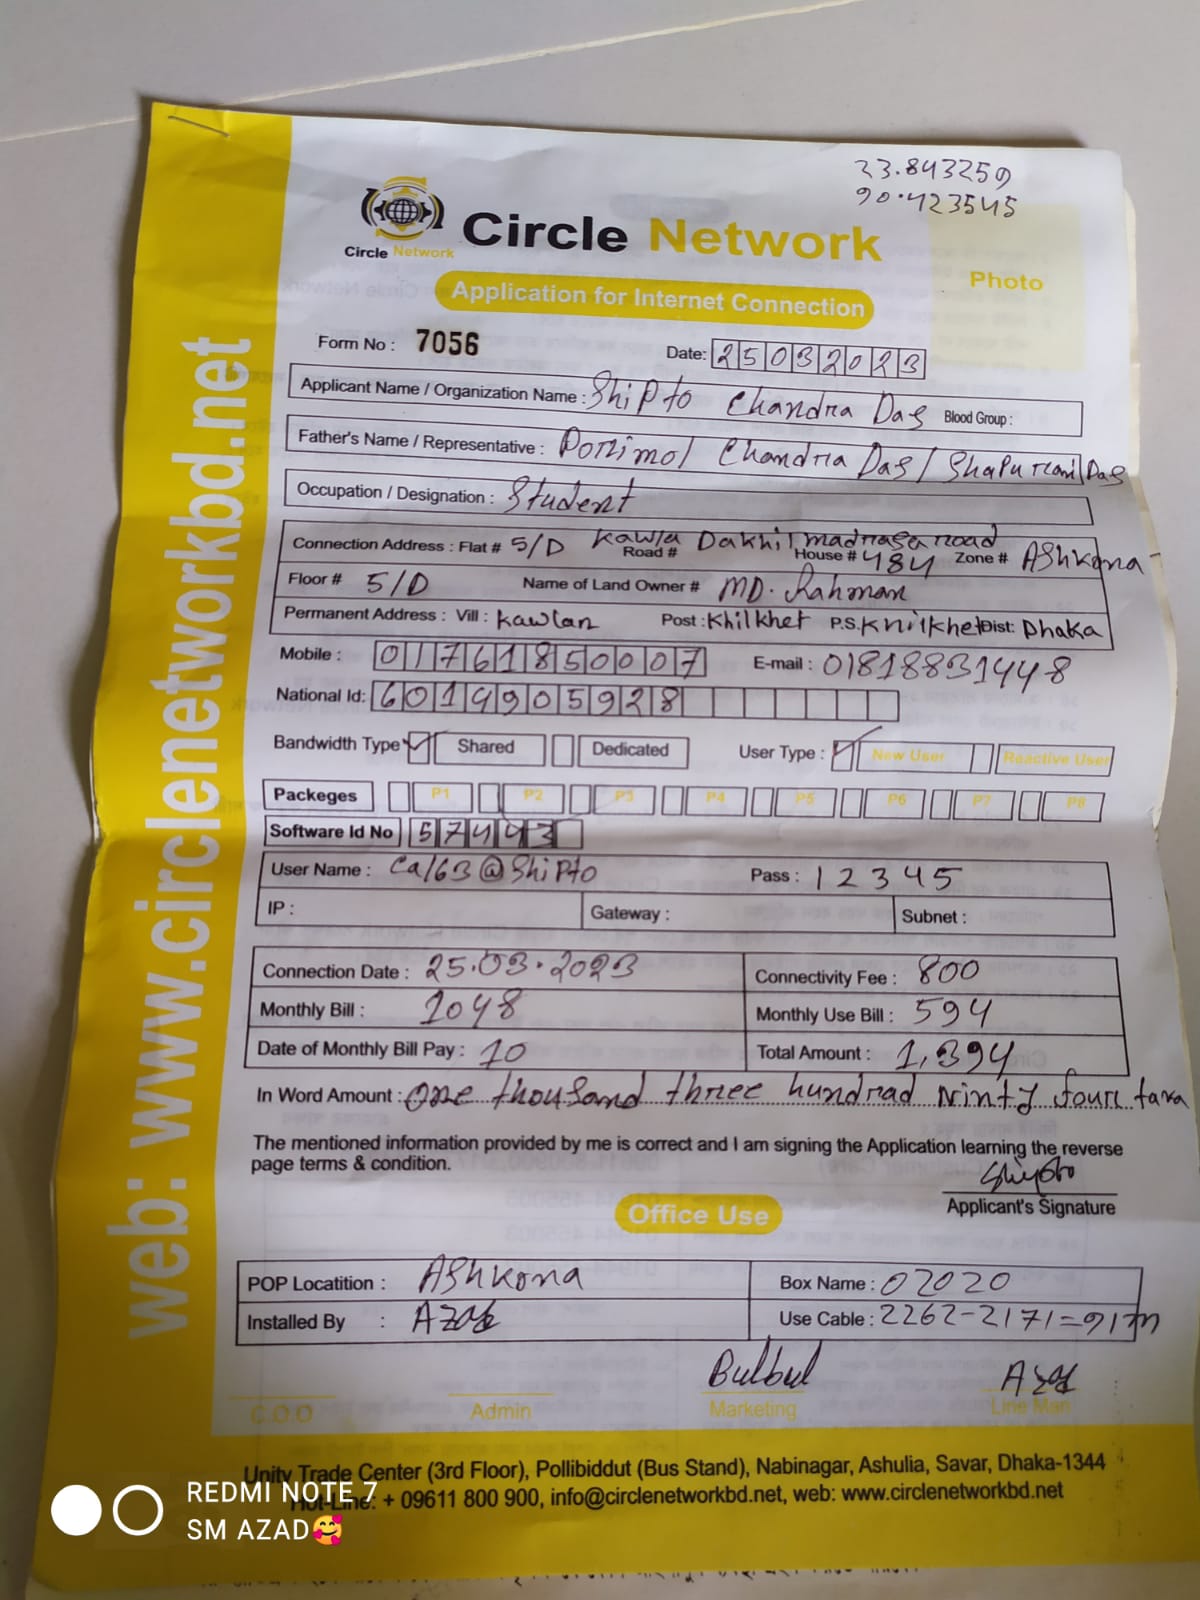 23.843259
90.423545
Circle Network
Circle Network
Photo
Application for Internet Connection
Form No : 7056
Date: 25032023
Applicant Name / Organization Name : Shipto Chandra Das Blood Group :
Father's Name / Representative : Porimol Chandra Das / Shapu rani Das
Occupation / Designation : Student
Connection Address : Flat # 5/D Road # Kawla Dakhil madrasa road House # 484 Zone # Ashkona
Floor # 5/D Name of Land Owner # MD. Rahman
Permanent Address : Vill : Kawlan Post : Khilkhet P.S. Khilkhet Dist: Dhaka
Mobile : 01761850007 E-mail : 01818831448
National Id: 6014905928
Bandwidth Type Shared Dedicated User Type : New User Reactive User
Packeges P1 P2 P3 P4 P5 P6 P7 P8
Software Id No 57443
User Name : Ca163@Shipto Pass : 12345
IP : Gateway : Subnet :
Connection Date : 25.03.2023 Connectivity Fee : 800
Monthly Bill : 1048 Monthly Use Bill : 594
Date of Monthly Bill Pay : 10 Total Amount : 1,394
In Word Amount : One thousand three hundrad Ninty four taka
The mentioned information provided by me is correct and I am signing the Application learning the reverse
page terms & condition.
Shipto
Applicant's Signature
Office Use
POP Locatition : Ashkona Box Name : 02020
Installed By : Azad Use Cable : 2262-2171=91m
Bulbul Azad
C.O.O Admin Marketing Line Man
Unity Trade Center (3rd Floor), Pollibiddut (Bus Stand), Nabinagar, Ashulia, Savar, Dhaka-1344
Hot-Line: + 09611 800 900, info@circlenetworkbd.net, web: www.circlenetworkbd.net
web: www.circlenetworkbd.net
REDMI NOTE 7
SM AZAD🥰